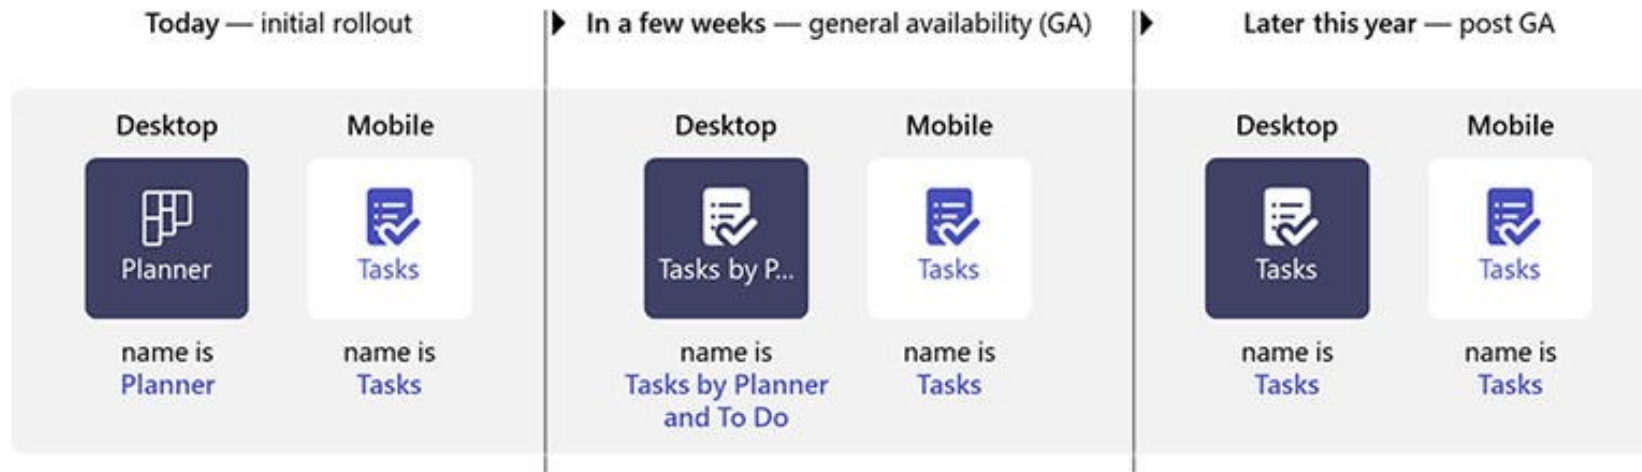 Today — initial rollout
In a few weeks — general availability (GA)
Later this year — post GA
Desktop
Mobile
Desktop
Mobile
Desktop
Mobile
Planner
Tasks
Tasks by P...
Tasks
Tasks
Tasks
name is
Planner
name is
Tasks
name is
Tasks by Planner
and To Do
name is
Tasks
name is
Tasks
name is
Tasks